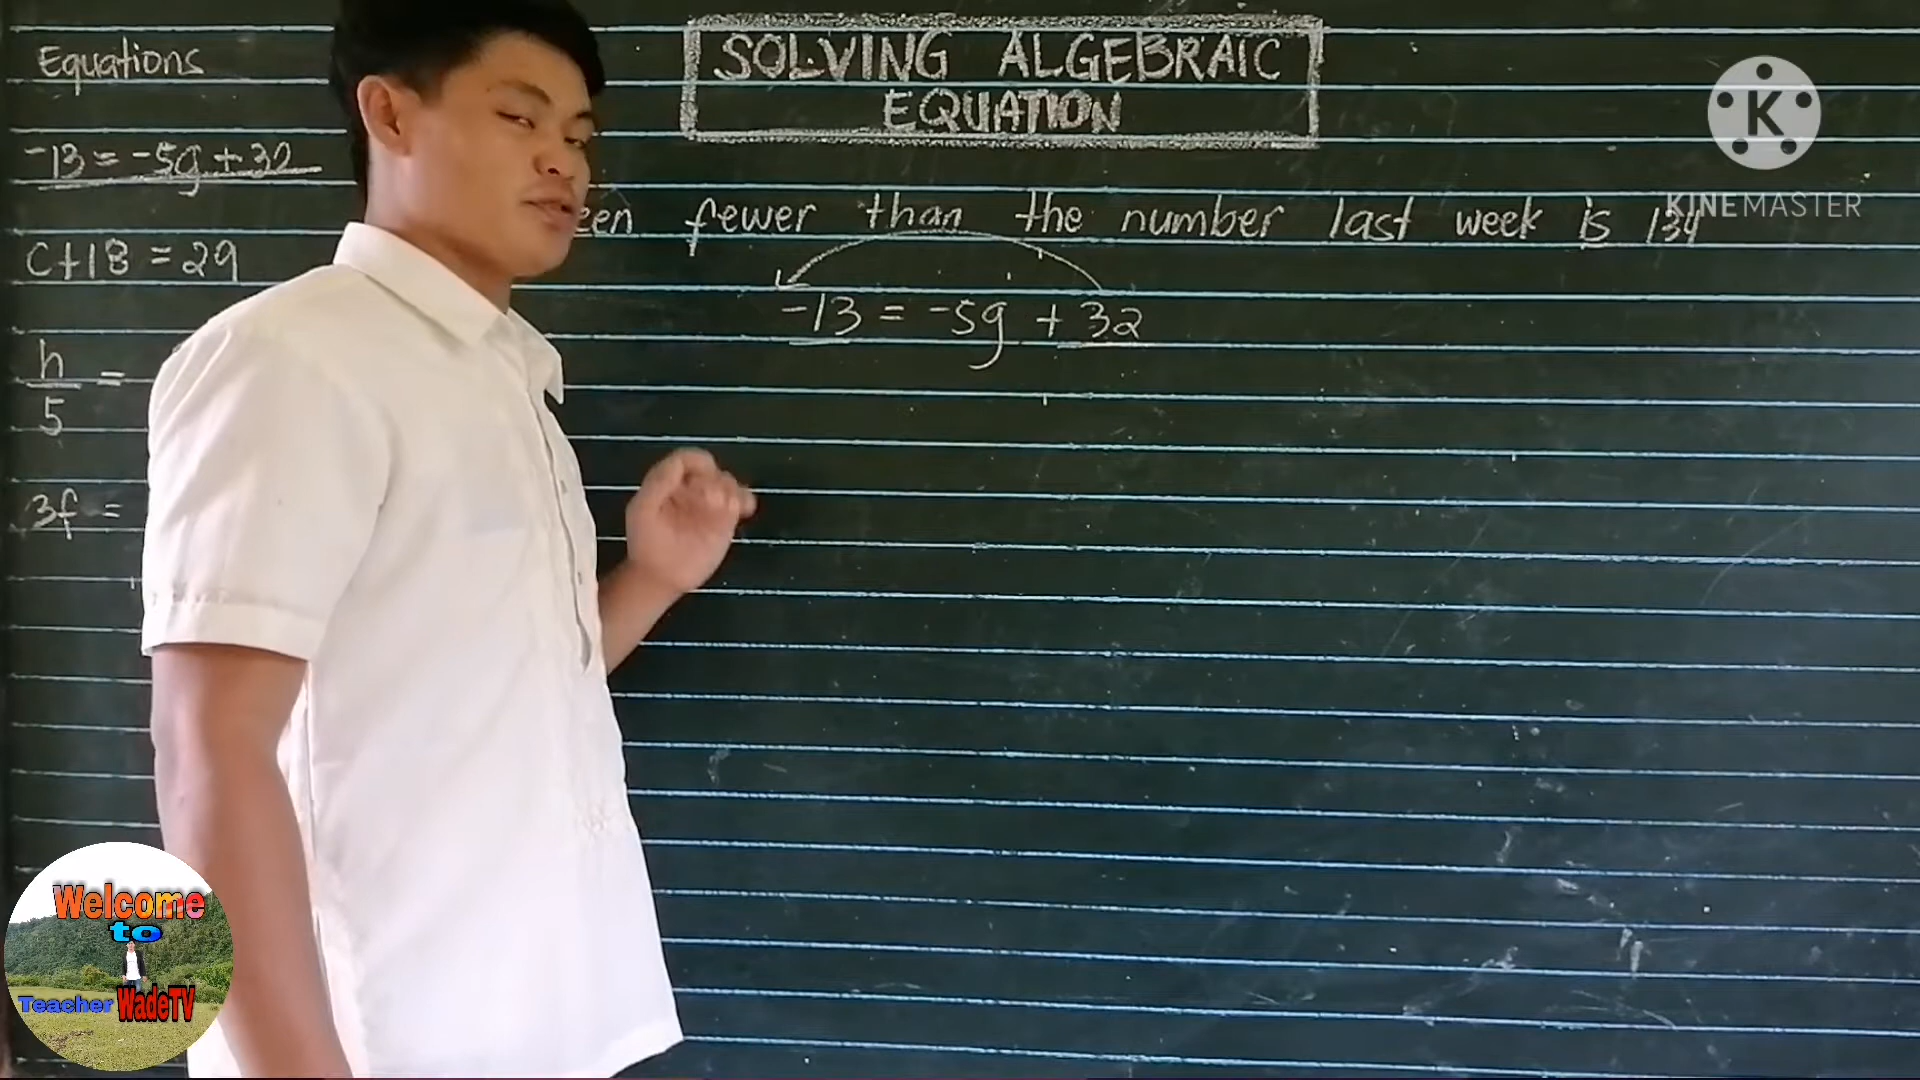 SOLVING ALGEBRAIC
EQUATION
Equations
-13 = -5g + 32
c + 18 = 29
h/5 =
3f =
fewer than the number last week is 134
-13 = -5g + 32
K
KINEMASTER
Welcome
to
Teacher WadeTV